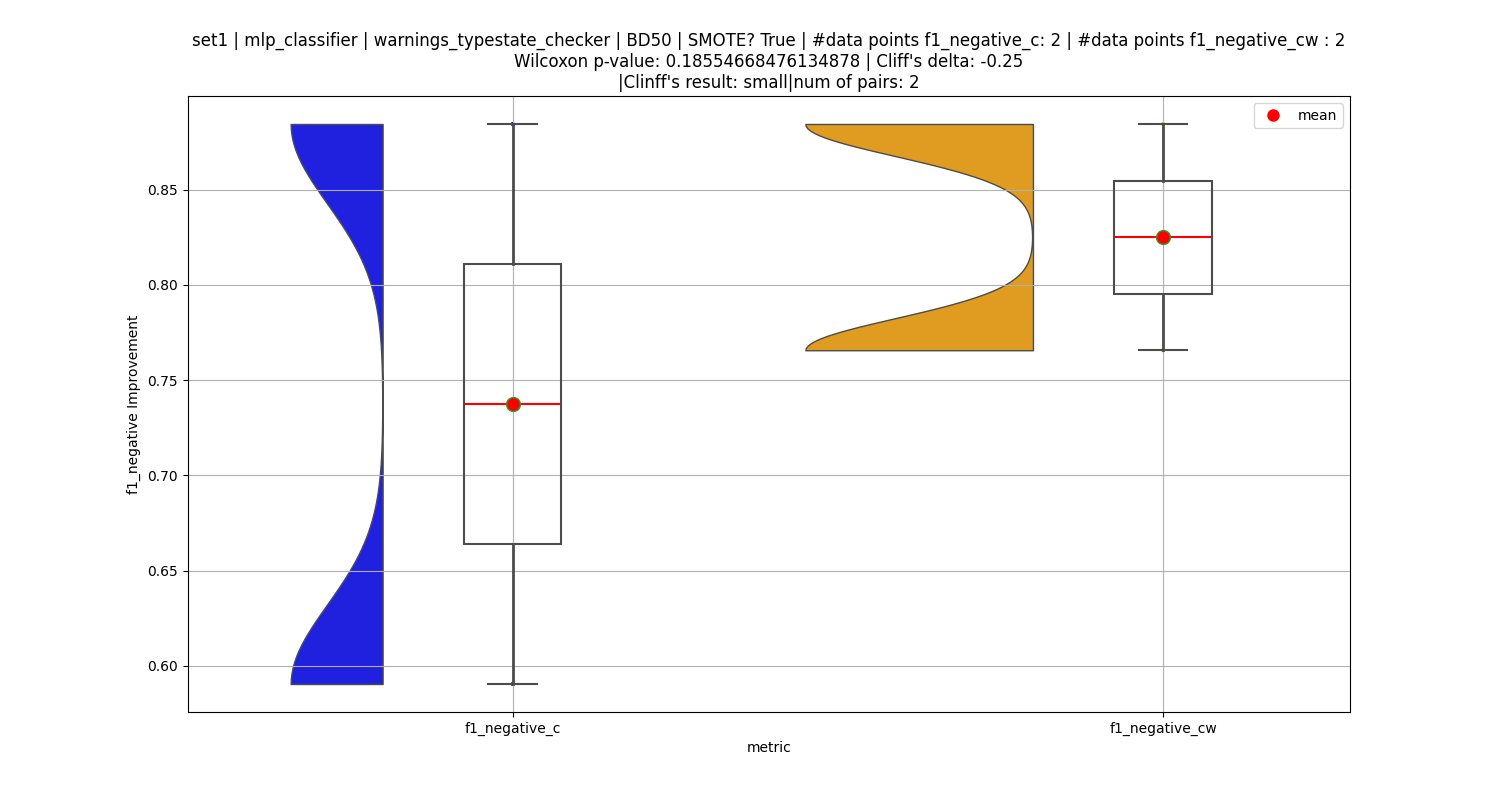 set1 | mlp_classifier | warnings_typestate_checker | BD50 | SMOTE? True | #data points f1_negative_c: 2 | #data points f1_negative_cw : 2
Wilcoxon p-value: 0.18554668476134878 | Cliff's delta: -0.25
|Clinff's result: small|num of pairs: 2
mean
0.85
0.80
0.75
0.70
0.65
0.60
f1_negative Improvement
f1_negative_c
f1_negative_cw
metric